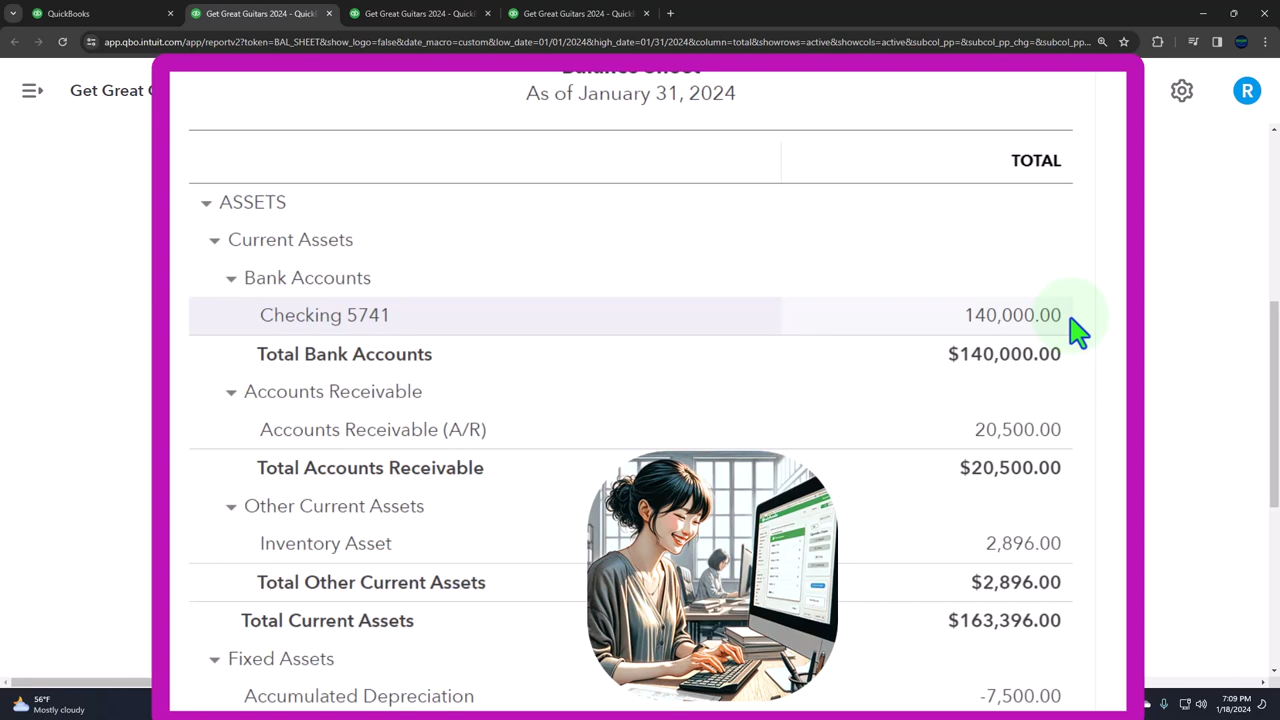 QuickBooks
Get Great Guitars 2024 - Quick
Get Great Guitars 2024 - Quick
Get Great Guitars 2024 - Quick
app.qbo.intuit.com/app/reportv2?token=BAL_SHEET&show_logo=false&date_macro=custom&low_date=01/01/2024&high_date=01/31/2024&column=total&showrows=active&showcols=active&subcol_pp=&subcol_pp_chg=&subcol_pp...
Get Great
R
Balance Sheet
As of January 31, 2024
TOTAL
ASSETS
Current Assets
Bank Accounts
Checking 5741 140,000.00
Total Bank Accounts $140,000.00
Accounts Receivable
Accounts Receivable (A/R) 20,500.00
Total Accounts Receivable $20,500.00
Other Current Assets
Inventory Asset 2,896.00
Total Other Current Assets $2,896.00
Total Current Assets $163,396.00
Fixed Assets
Accumulated Depreciation -7,500.00
56°F
Mostly cloudy
7:09 PM
1/18/2024